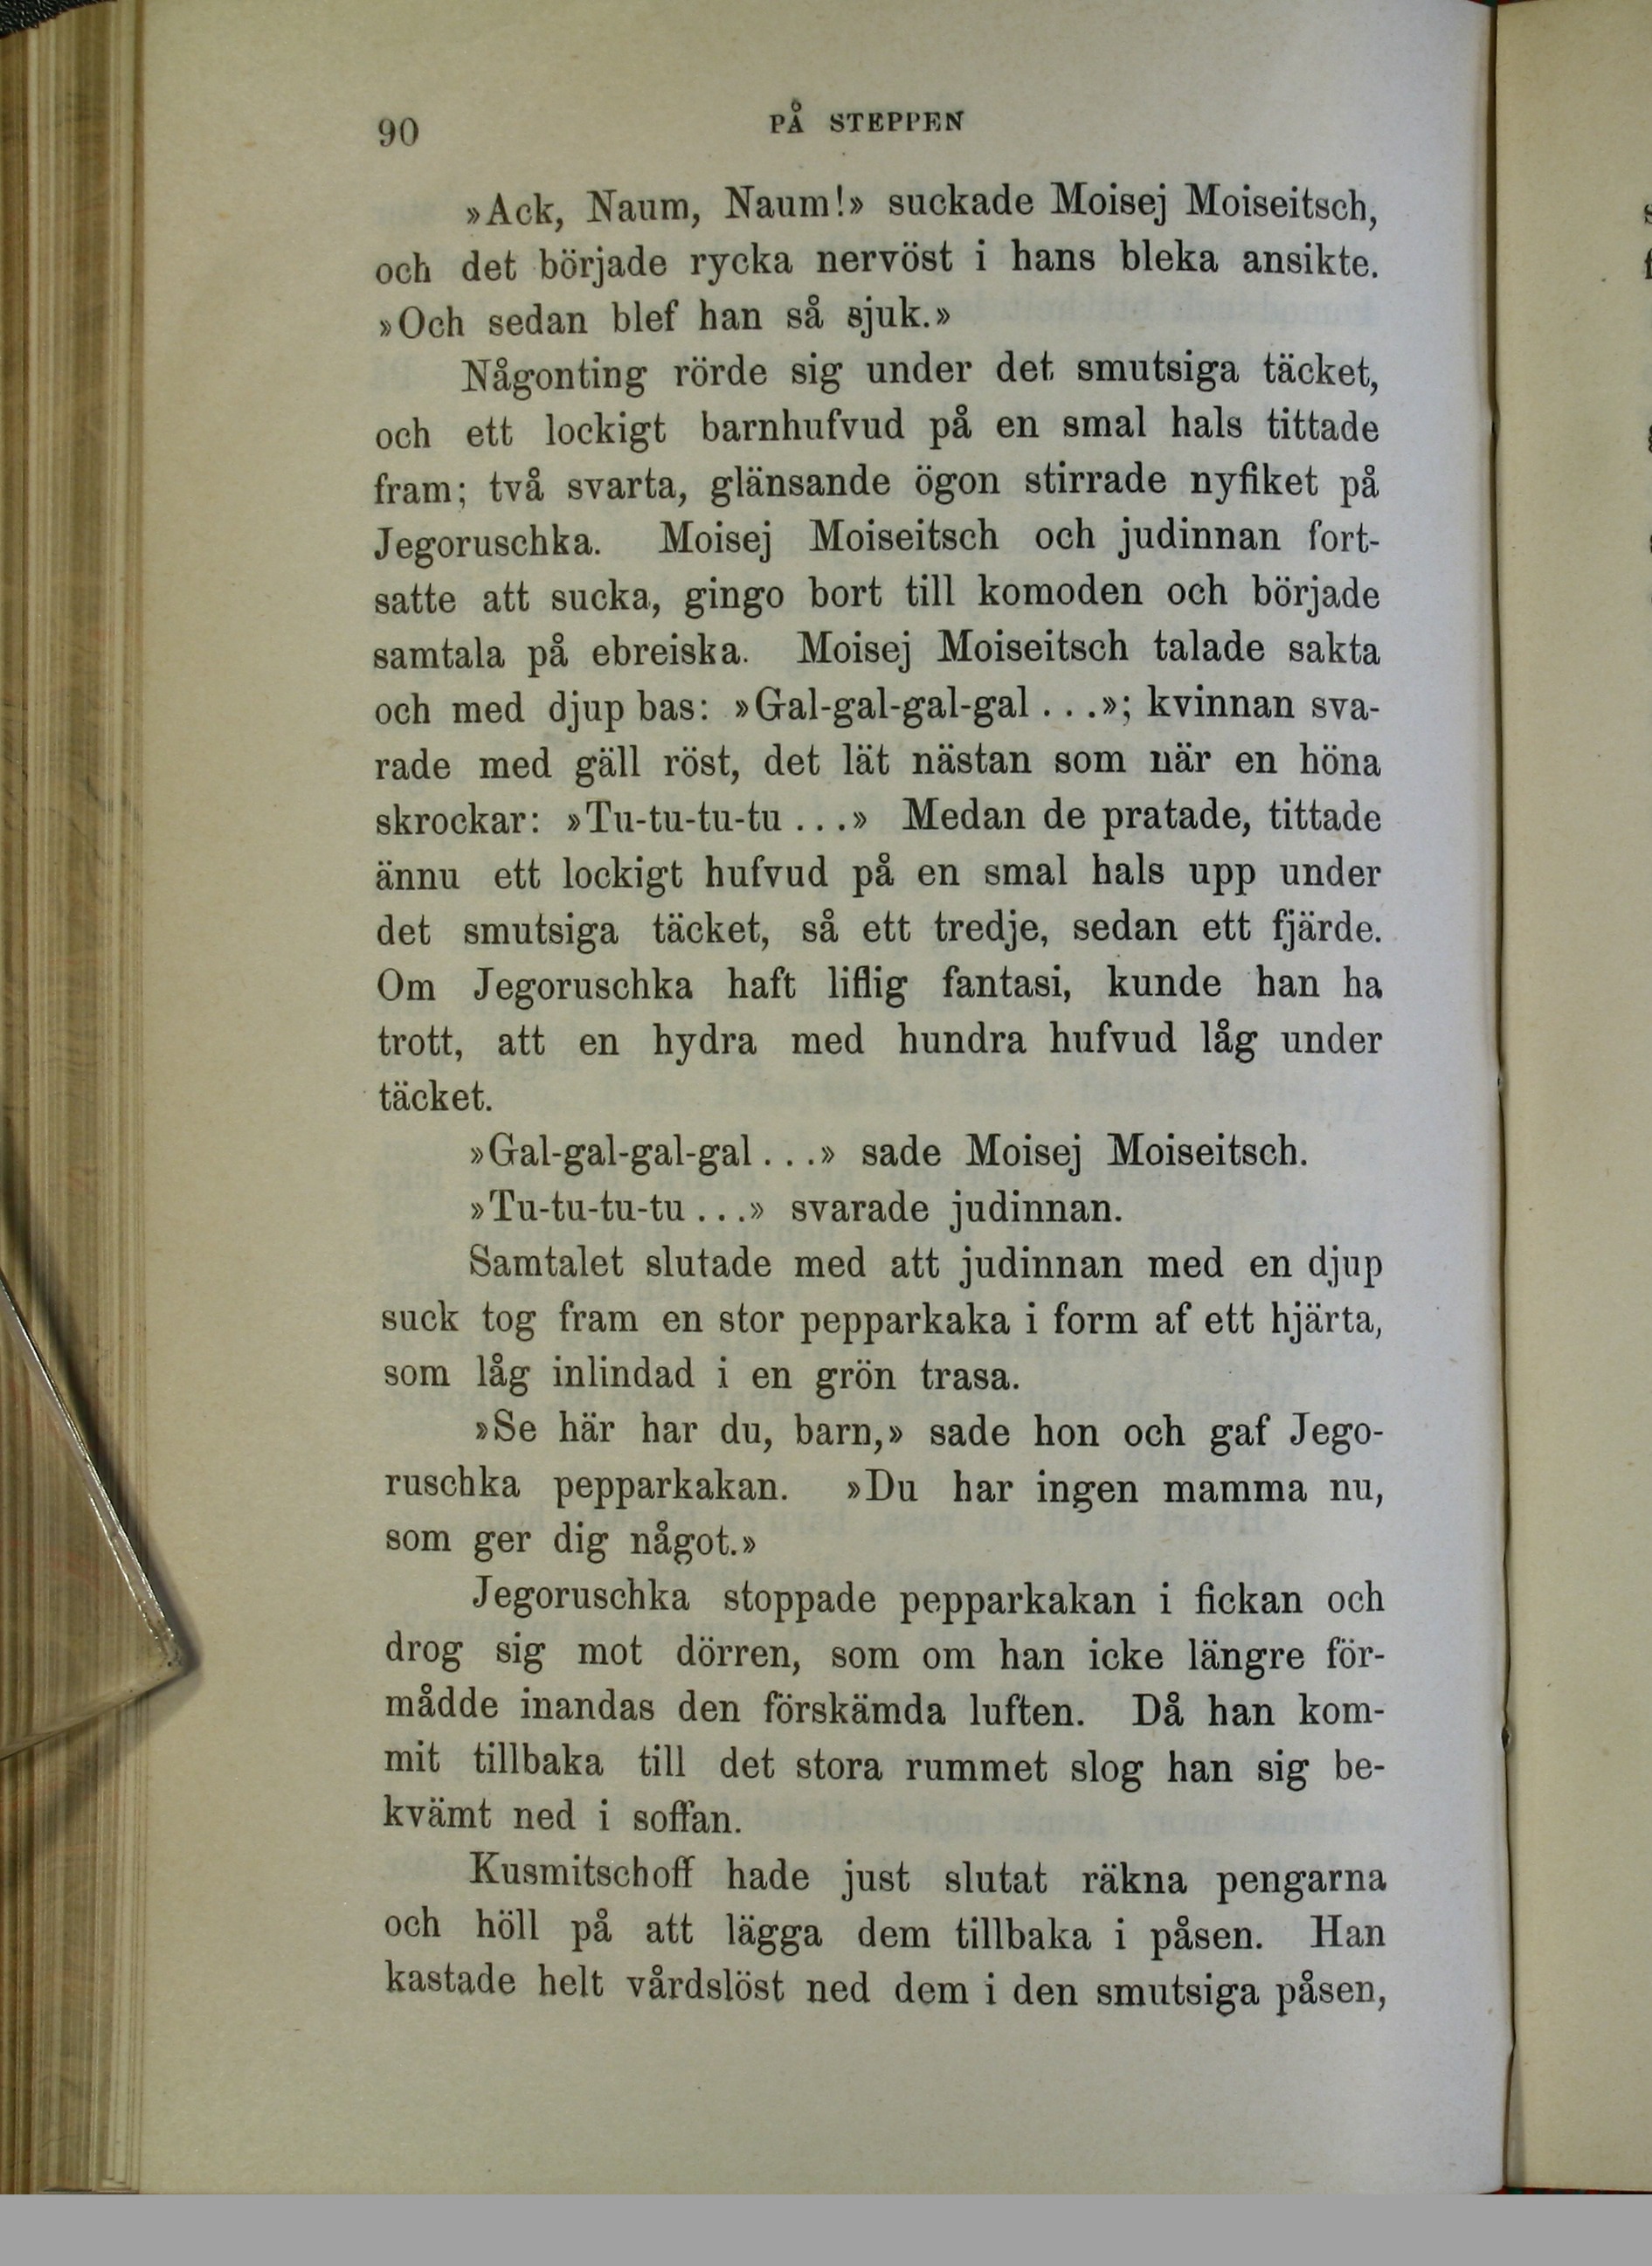 90
PÅ STEPPEN
»Ack, Naum, Naum!» suckade Moisej Moiseitsch,
och det började rycka nervöst i hans bleka ansikte.
»Och sedan blef han så sjuk.»
Någonting rörde sig under det smutsiga täcket,
och ett lockigt barnhufvud på en smal hals tittade
fram; två svarta, glänsande ögon stirrade nyfiket på
Jegoruschka. Moisej Moiseitsch och judinnan fort-
satte att sucka, gingo bort till komoden och började
samtala på ebreiska. Moisej Moiseitsch talade sakta
och med djup bas: »Gal-gal-gal-gal . . .»; kvinnan sva-
rade med gäll röst, det lät nästan som när en höna
skrockar: »Tu-tu-tu-tu . . .» Medan de pratade, tittade
ännu ett lockigt hufvud på en smal hals upp under
det smutsiga täcket, så ett tredje, sedan ett fjärde.
Om Jegoruschka haft liflig fantasi, kunde han ha
trott, att en hydra med hundra hufvud låg under
täcket.
»Gal-gal-gal-gal . . .» sade Moisej Moiseitsch.
»Tu-tu-tu-tu . . .» svarade judinnan.
Samtalet slutade med att judinnan med en djup
suck tog fram en stor pepparkaka i form af ett hjärta,
som låg inlindad i en grön trasa.
»Se här har du, barn,» sade hon och gaf Jego-
ruschka pepparkakan. »Du har ingen mamma nu,
som ger dig något.»
Jegoruschka stoppade pepparkakan i fickan och
drog sig mot dörren, som om han icke längre för-
mådde inandas den förskämda luften. Då han kom-
mit tillbaka till det stora rummet slog han sig be-
kvämt ned i soffan.
Kusmitschoff hade just slutat räkna pengarna
och höll på att lägga dem tillbaka i påsen. Han
kastade helt vårdslöst ned dem i den smutsiga påsen,